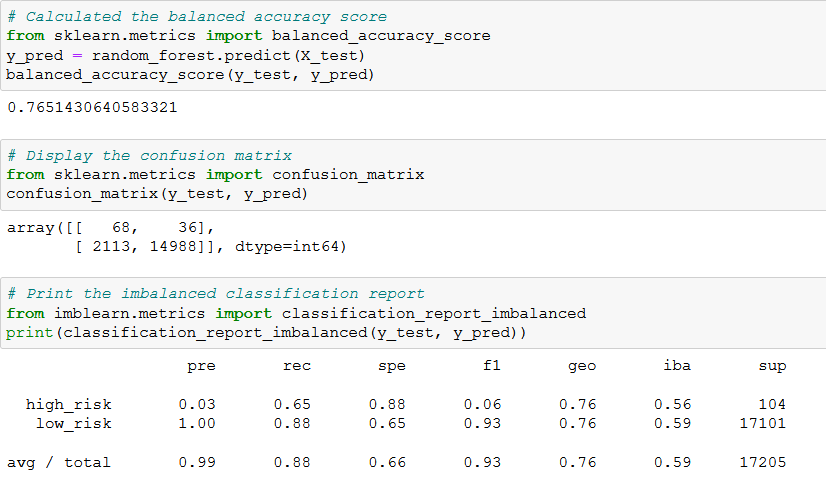 # Calculated the balanced accuracy score
from sklearn.metrics import balanced_accuracy_score
y_pred = random_forest.predict(X_test)
balanced_accuracy_score(y_test, y_pred)
0.7651430640583321
# Display the confusion matrix
from sklearn.metrics import confusion_matrix
confusion_matrix(y_test, y_pred)
array([[   68,    36],
       [ 2113, 14988]], dtype=int64)
# Print the imbalanced classification report
from imblearn.metrics import classification_report_imbalanced
print(classification_report_imbalanced(y_test, y_pred))
                   pre       rec       spe        f1       geo       iba       sup
  high_risk       0.03      0.65      0.88      0.06      0.76      0.56       104
   low_risk       1.00      0.88      0.65      0.93      0.76      0.59     17101
avg / total       0.99      0.88      0.66      0.93      0.76      0.59     17205